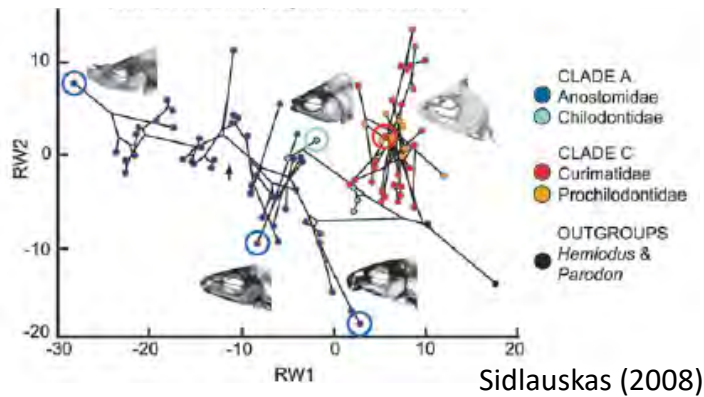 10
0
-10
-20
RW2
-30
-20
-10
0
10
20
RW1
CLADE A
Anostomidae
Chilodontidae
CLADE C
Curimatidae
Prochilodontidae
OUTGROUPS
Hemiodus &
Parodon
Sidlauskas (2008)